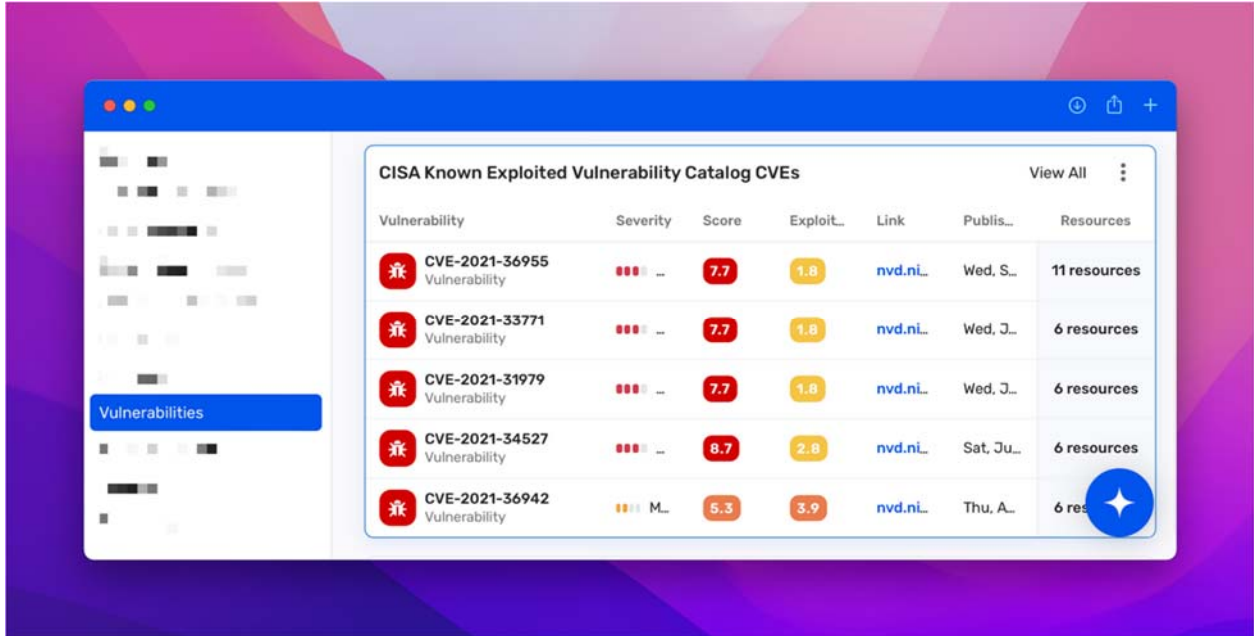 CISA Known Exploited Vulnerability Catalog CVEs View All
Vulnerability Severity Score Exploit... Link Publis... Resources
CVE-2021-36955
Vulnerability
... 7.7 1.8 nvd.ni... Wed, S... 11 resources
CVE-2021-33771
Vulnerability
... 7.7 1.8 nvd.ni... Wed, J... 6 resources
CVE-2021-31979
Vulnerability
... 7.7 1.8 nvd.ni... Wed, J... 6 resources
Vulnerabilities
CVE-2021-34527
Vulnerability
... 8.7 2.8 nvd.ni... Sat, Ju... 6 resources
CVE-2021-36942
Vulnerability
M... 5.3 3.9 nvd.ni... Thu, A... 6 res